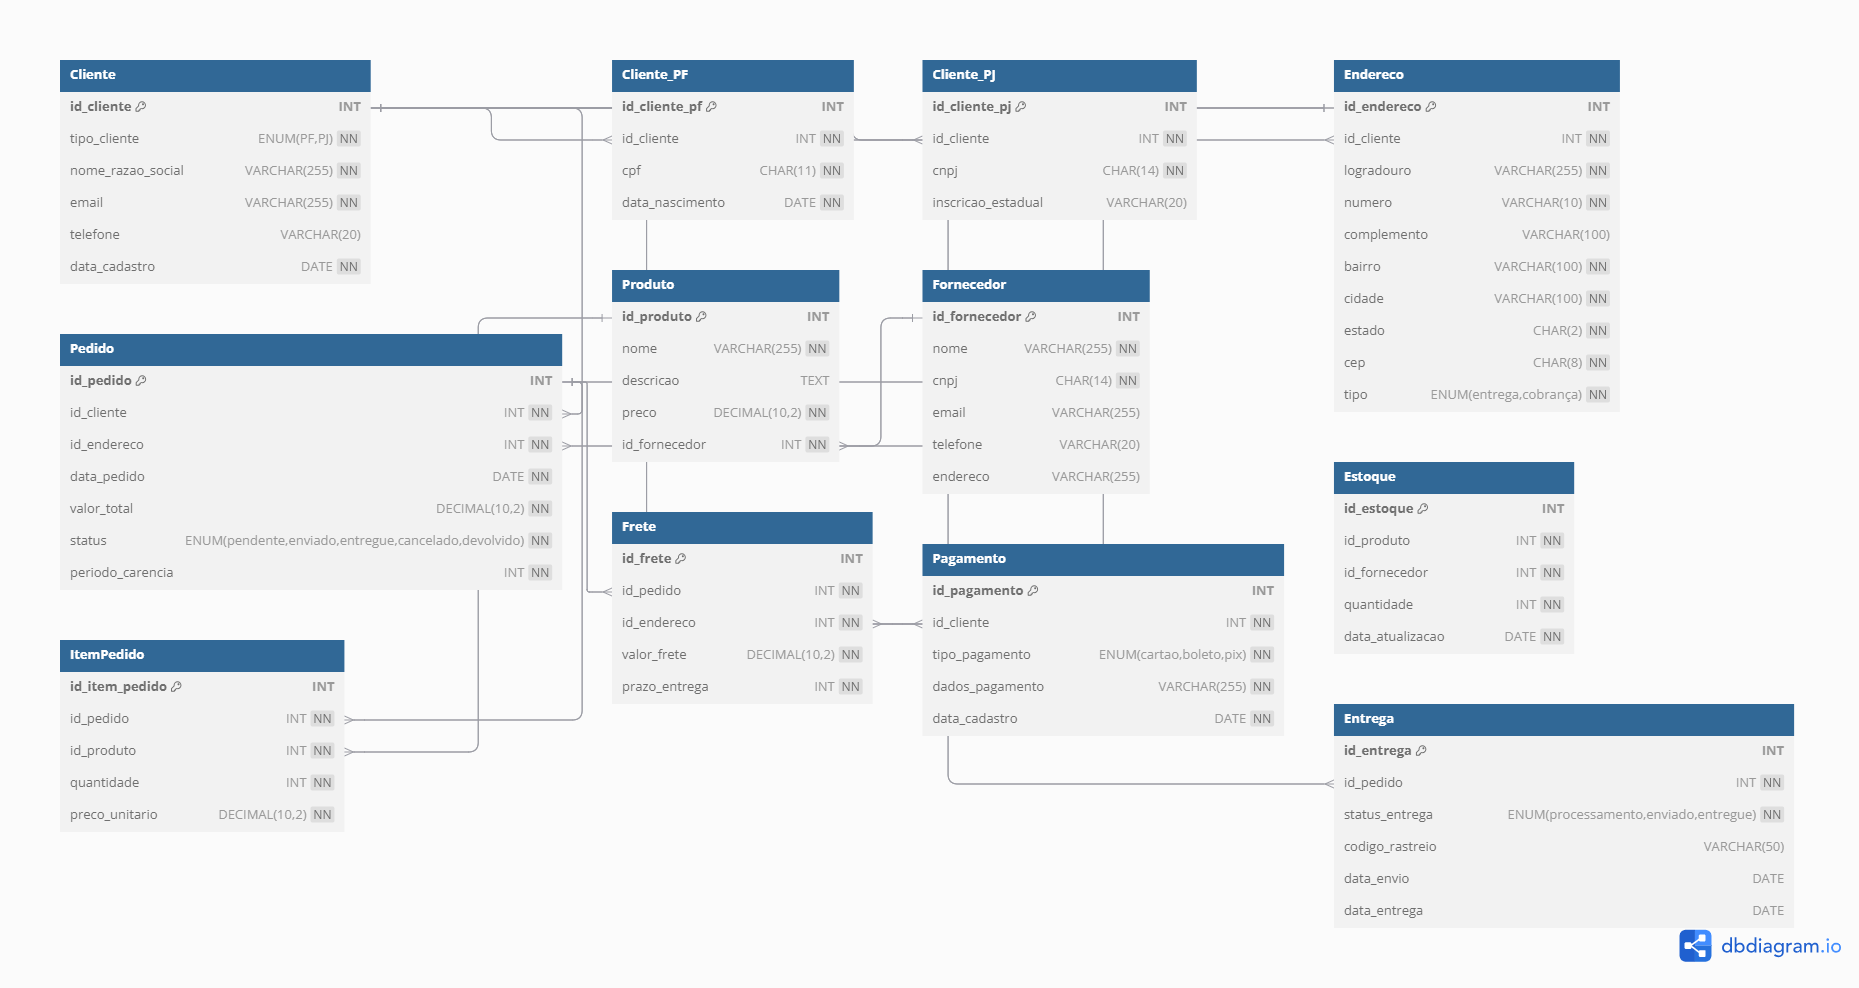 Cliente
id_cliente INT
tipo_cliente ENUM(PF,PJ) NN
nome_razao_social VARCHAR(255) NN
email VARCHAR(255) NN
telefone VARCHAR(20)
data_cadastro DATE NN
Cliente_PF
id_cliente_pf INT
id_cliente INT NN
cpf CHAR(11) NN
data_nascimento DATE NN
Cliente_PJ
id_cliente_pj INT
id_cliente INT NN
cnpj CHAR(14) NN
inscricao_estadual VARCHAR(20)
Endereco
id_endereco INT
id_cliente INT NN
logradouro VARCHAR(255) NN
numero VARCHAR(10) NN
complemento VARCHAR(100)
bairro VARCHAR(100) NN
cidade VARCHAR(100) NN
estado CHAR(2) NN
cep CHAR(8) NN
tipo ENUM(entrega,cobrança) NN
Pedido
id_pedido INT
id_cliente INT NN
id_endereco INT NN
data_pedido DATE NN
valor_total DECIMAL(10,2) NN
status ENUM(pendente,enviado,entregue,cancelado,devolvido) NN
periodo_carencia INT NN
Produto
id_produto INT
nome VARCHAR(255) NN
descricao TEXT
preco DECIMAL(10,2) NN
id_fornecedor INT NN
Fornecedor
id_fornecedor INT
nome VARCHAR(255) NN
cnpj CHAR(14) NN
email VARCHAR(255)
telefone VARCHAR(20)
endereco VARCHAR(255)
Estoque
id_estoque INT
id_produto INT NN
id_fornecedor INT NN
quantidade INT NN
data_atualizacao DATE NN
Frete
id_frete INT
id_pedido INT NN
id_endereco INT NN
valor_frete DECIMAL(10,2) NN
prazo_entrega INT NN
Pagamento
id_pagamento INT
id_cliente INT NN
tipo_pagamento ENUM(cartao,boleto,pix) NN
dados_pagamento VARCHAR(255) NN
data_cadastro DATE NN
ItemPedido
id_item_pedido INT
id_pedido INT NN
id_produto INT NN
quantidade INT NN
preco_unitario DECIMAL(10,2) NN
Entrega
id_entrega INT
id_pedido INT NN
status_entrega ENUM(processamento,enviado,entregue) NN
codigo_rastreio VARCHAR(50)
data_envio DATE
data_entrega DATE
dbdiagram.io